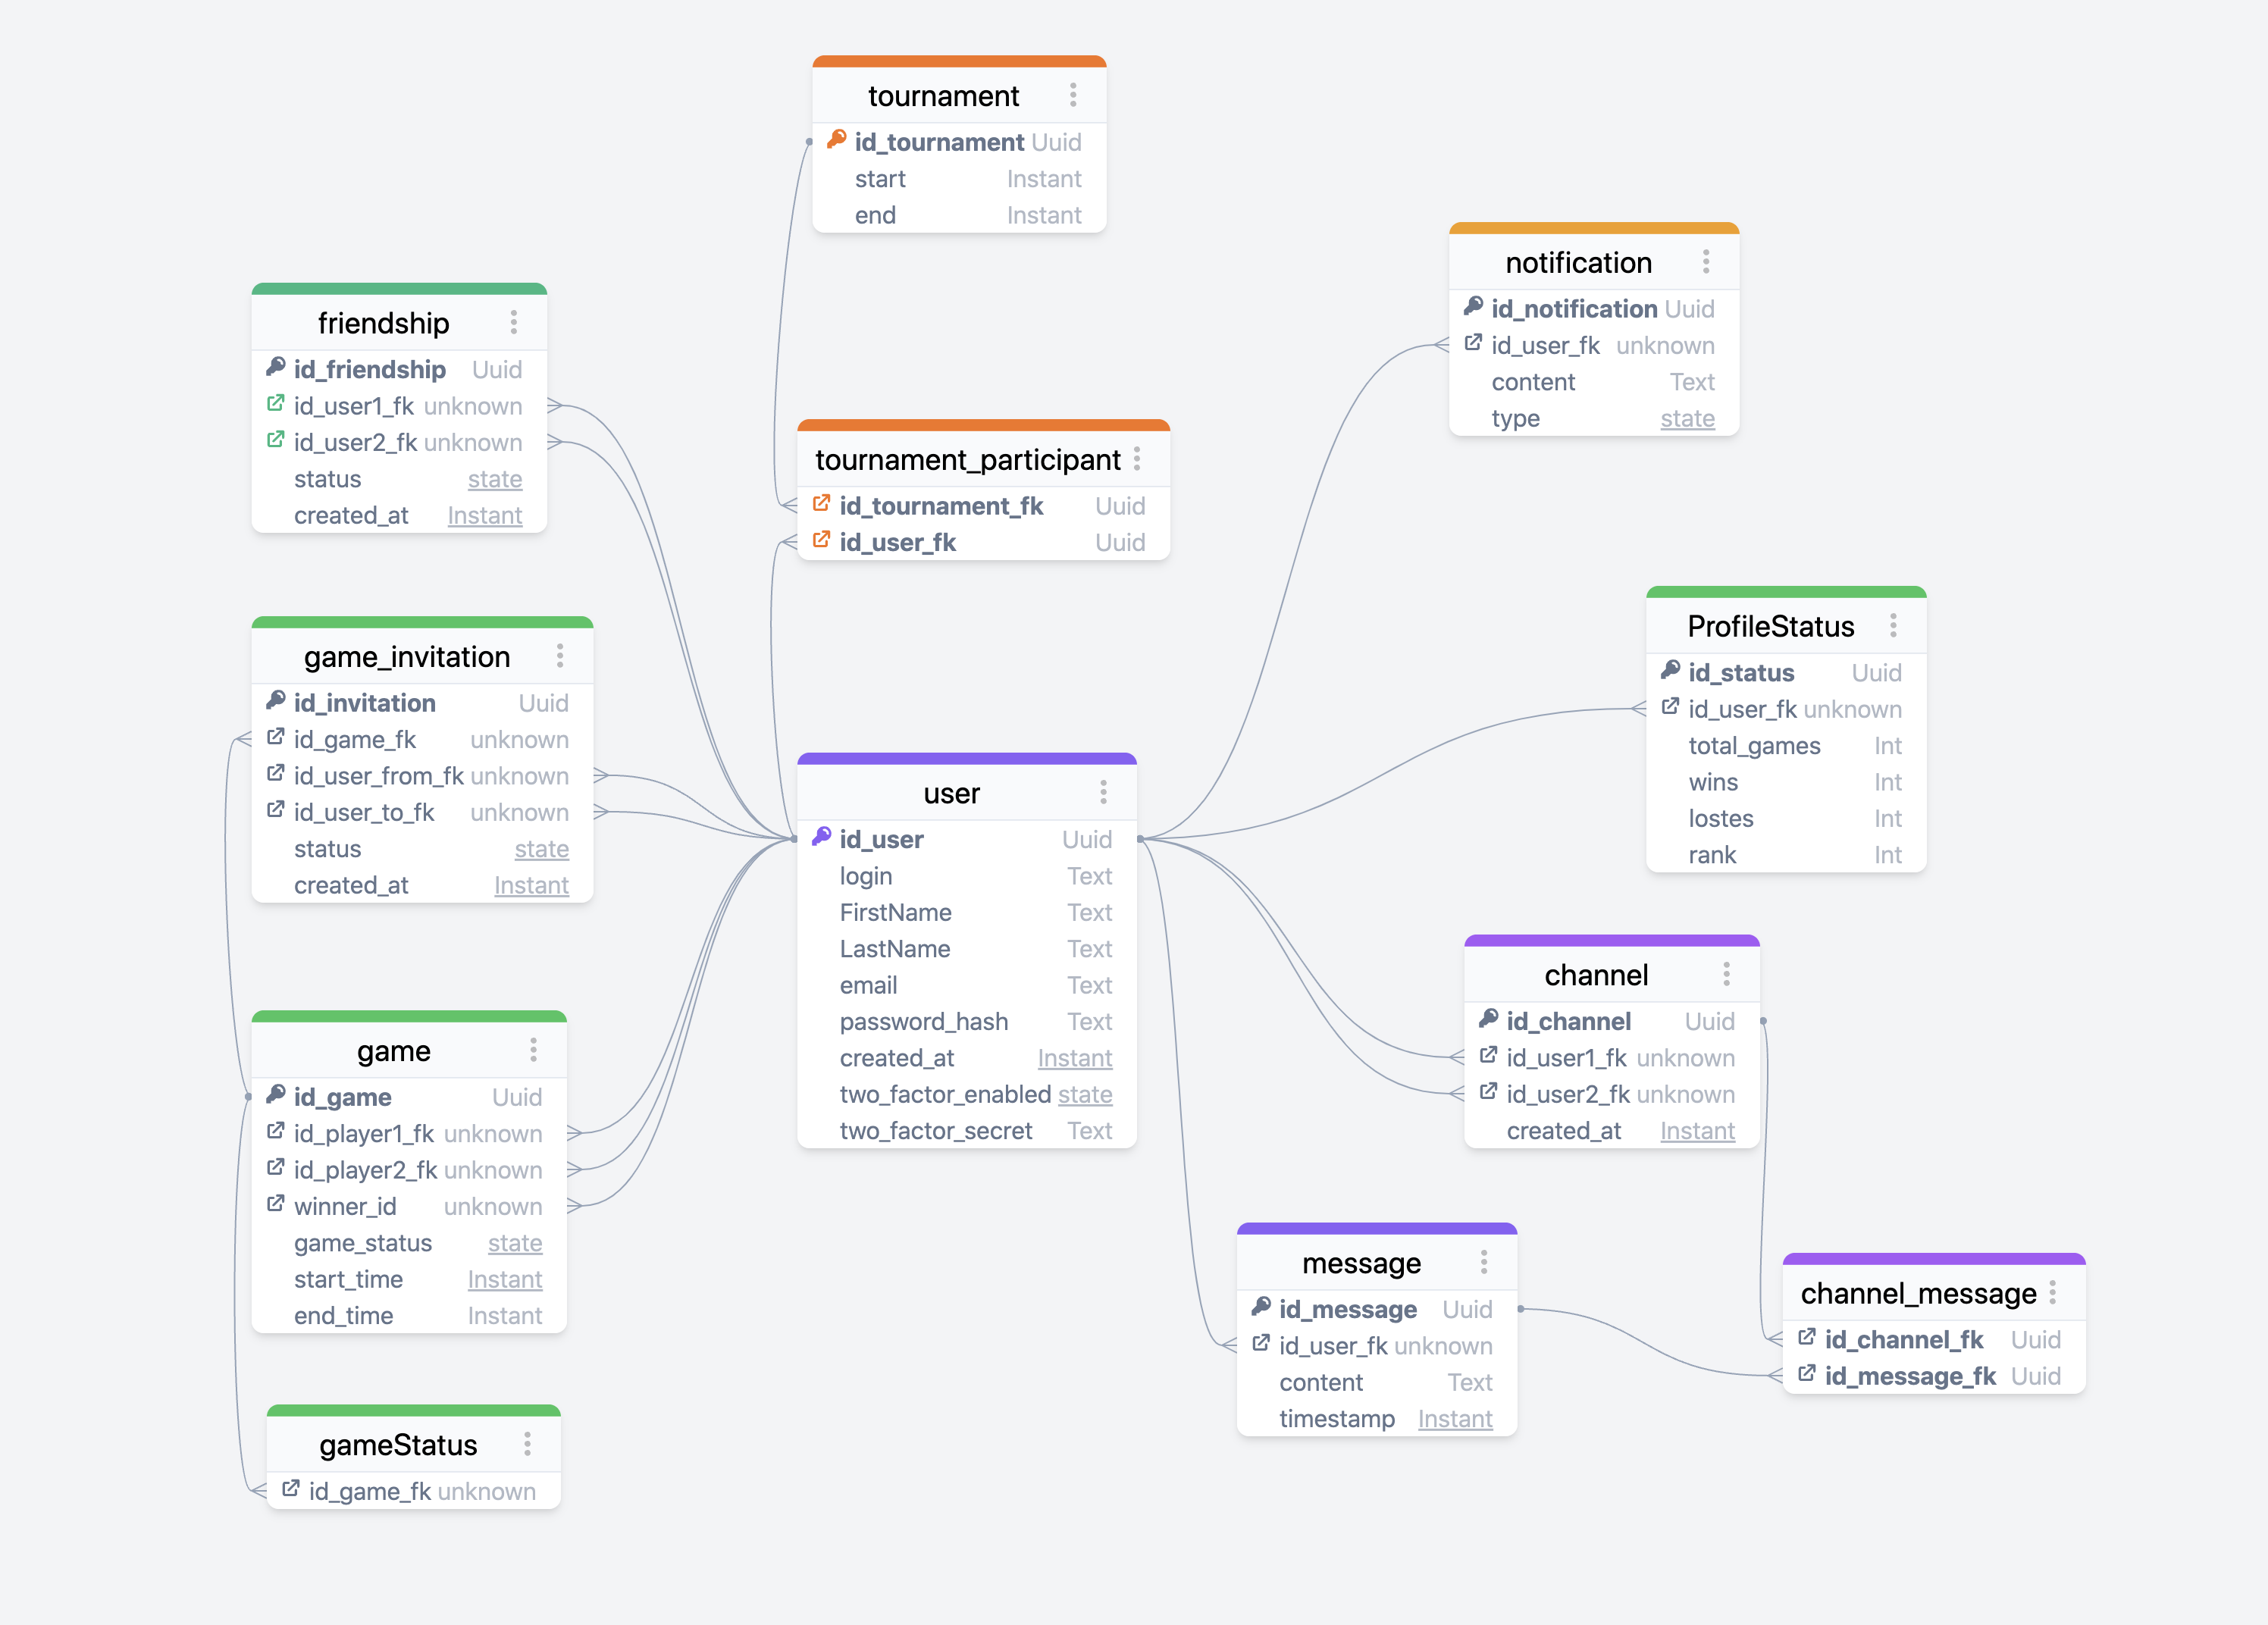 tournament
id_tournament Uuid
start Instant
end Instant
notification
id_notification Uuid
id_user_fk unknown
content Text
type state
friendship
id_friendship Uuid
id_user1_fk unknown
id_user2_fk unknown
status state
created_at Instant
tournament_participant
id_tournament_fk Uuid
id_user_fk Uuid
ProfileStatus
id_status Uuid
id_user_fk unknown
total_games Int
wins Int
lostes Int
rank Int
game_invitation
id_invitation Uuid
id_game_fk unknown
id_user_from_fk unknown
id_user_to_fk unknown
status state
created_at Instant
user
id_user Uuid
login Text
FirstName Text
LastName Text
email Text
password_hash Text
created_at Instant
two_factor_enabled state
two_factor_secret Text
channel
id_channel Uuid
id_user1_fk unknown
id_user2_fk unknown
created_at Instant
game
id_game Uuid
id_player1_fk unknown
id_player2_fk unknown
winner_id unknown
game_status state
start_time Instant
end_time Instant
message
id_message Uuid
id_user_fk unknown
content Text
timestamp Instant
channel_message
id_channel_fk Uuid
id_message_fk Uuid
gameStatus
id_game_fk unknown